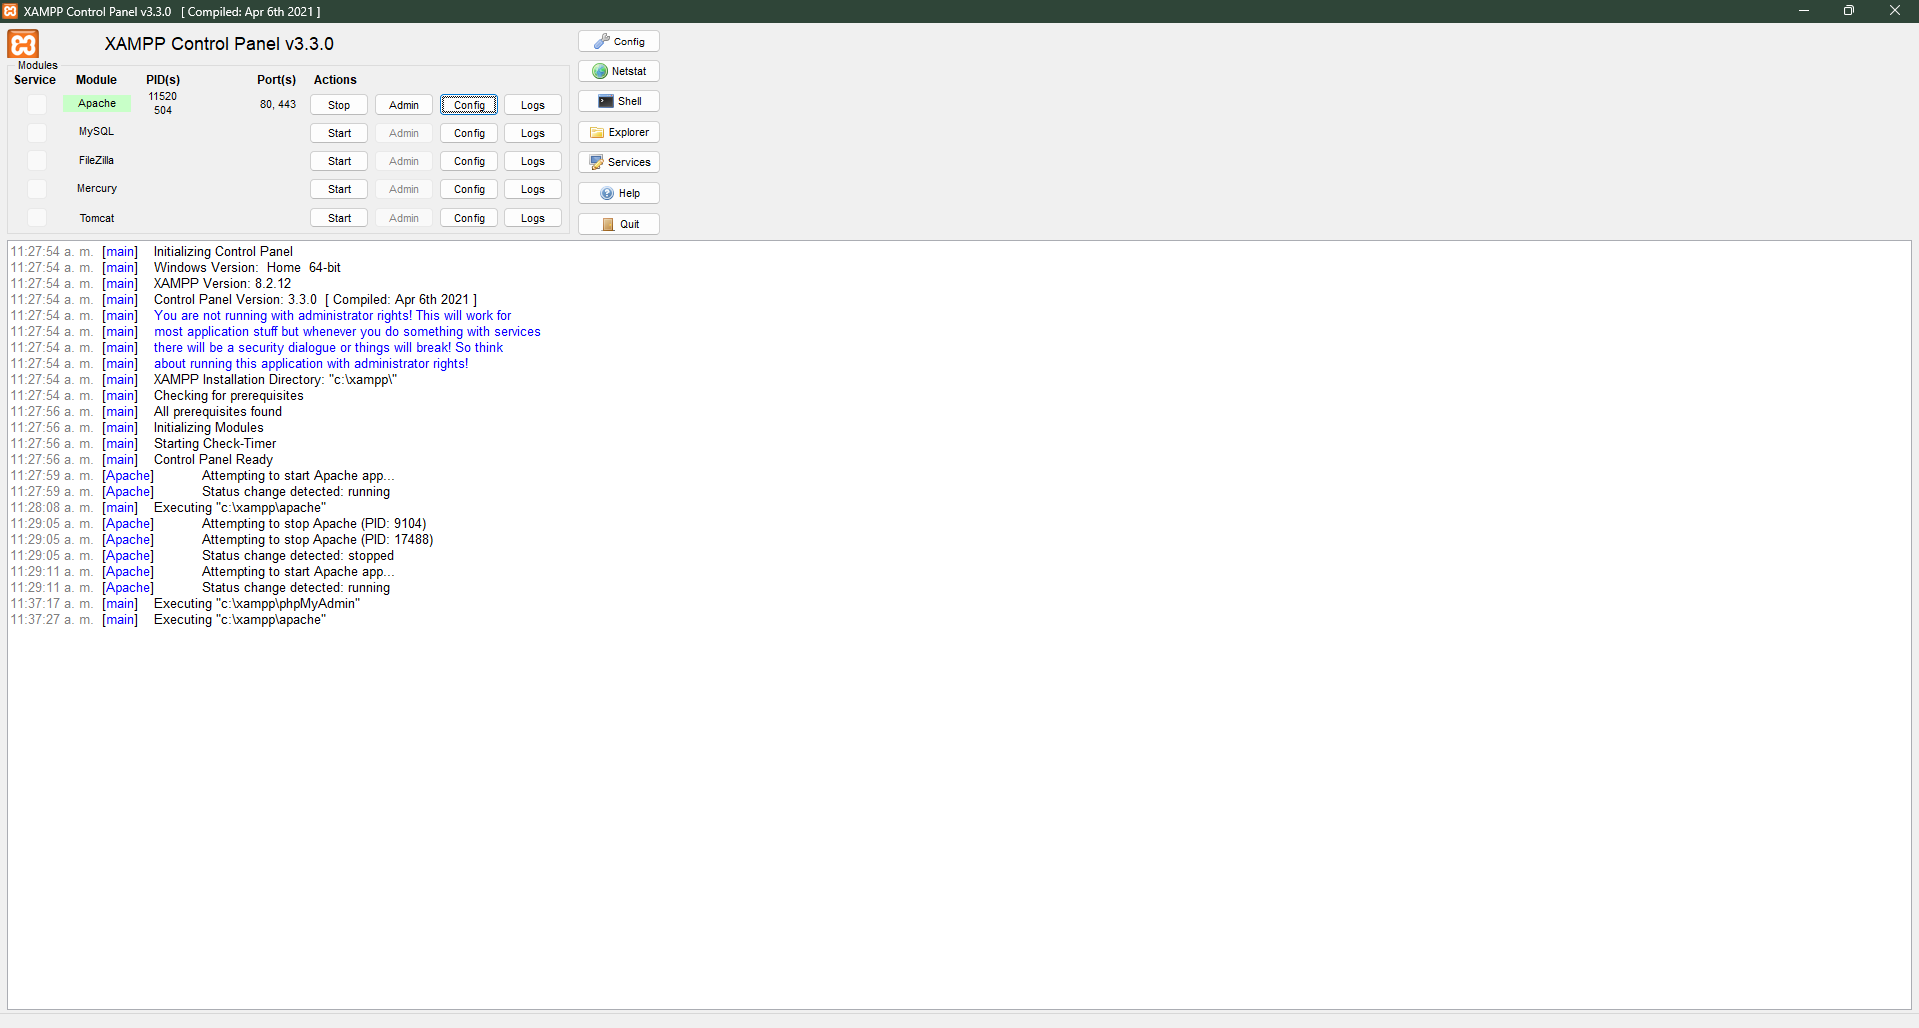 XAMPP Control Panel v3.3.0 [ Compiled: Apr 6th 2021 ]
XAMPP Control Panel v3.3.0
Config
Modules
Service Module PID(s) Port(s) Actions
Netstat
Apache 11520 80, 443 Stop Admin Config Logs
504
Shell
MySQL Start Admin Config Logs
Explorer
FileZilla Start Admin Config Logs
Services
Mercury Start Admin Config Logs
Help
Tomcat Start Admin Config Logs
Quit
11:27:54 a. m. [main] Initializing Control Panel
11:27:54 a. m. [main] Windows Version: Home 64-bit
11:27:54 a. m. [main] XAMPP Version: 8.2.12
11:27:54 a. m. [main] Control Panel Version: 3.3.0 [ Compiled: Apr 6th 2021 ]
11:27:54 a. m. [main] You are not running with administrator rights! This will work for
11:27:54 a. m. [main] most application stuff but whenever you do something with services
11:27:54 a. m. [main] there will be a security dialogue or things will break! So think
11:27:54 a. m. [main] about running this application with administrator rights!
11:27:54 a. m. [main] XAMPP Installation Directory: "c:\xampp\"
11:27:54 a. m. [main] Checking for prerequisites
11:27:56 a. m. [main] All prerequisites found
11:27:56 a. m. [main] Initializing Modules
11:27:56 a. m. [main] Starting Check-Timer
11:27:56 a. m. [main] Control Panel Ready
11:27:59 a. m. [Apache] Attempting to start Apache app...
11:27:59 a. m. [Apache] Status change detected: running
11:28:08 a. m. [main] Executing "c:\xampp\apache"
11:29:05 a. m. [Apache] Attempting to stop Apache (PID: 9104)
11:29:05 a. m. [Apache] Attempting to stop Apache (PID: 17488)
11:29:05 a. m. [Apache] Status change detected: stopped
11:29:11 a. m. [Apache] Attempting to start Apache app...
11:29:11 a. m. [Apache] Status change detected: running
11:37:17 a. m. [main] Executing "c:\xampp\phpMyAdmin"
11:37:27 a. m. [main] Executing "c:\xampp\apache"